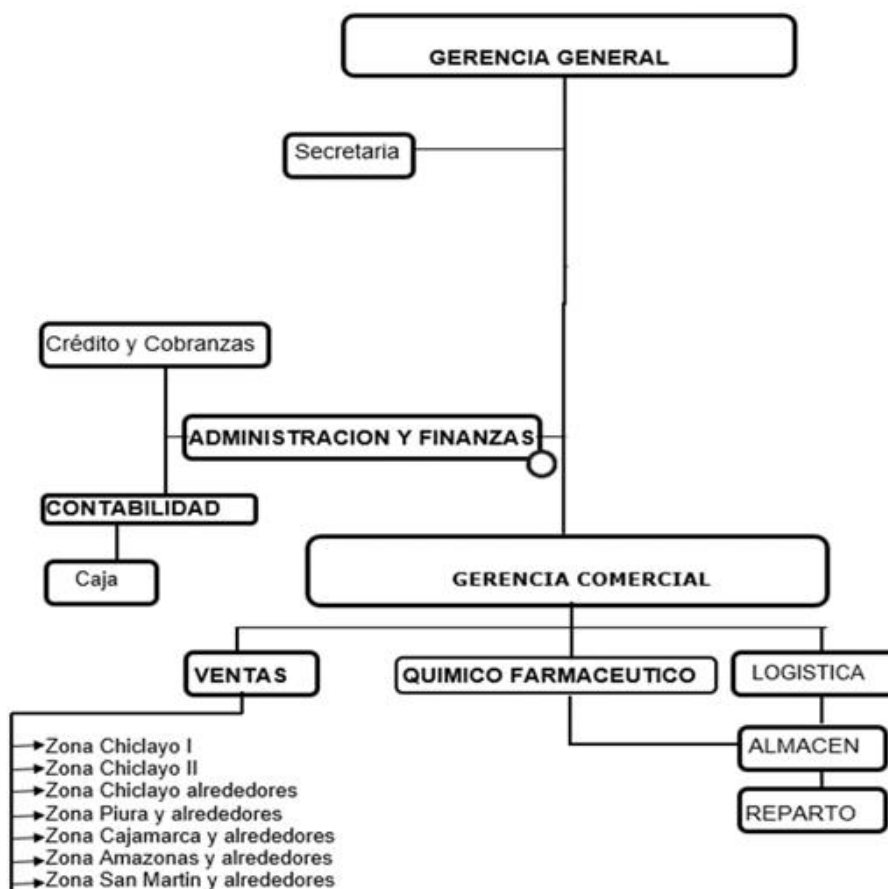 GERENCIA GENERAL
Secretaria
Crédito y Cobranzas
ADMINISTRACION Y FINANZAS
CONTABILIDAD
Caja
GERENCIA COMERCIAL
VENTAS
QUIMICO FARMACEUTICO
LOGISTICA
ALMACEN
REPARTO
Zona Chiclayo I
Zona Chiclayo II
Zona Chiclayo alrededores
Zona Piura y alrededores
Zona Cajamarca y alrededores
Zona Amazonas y alrededores
Zona San Martin y alrededores